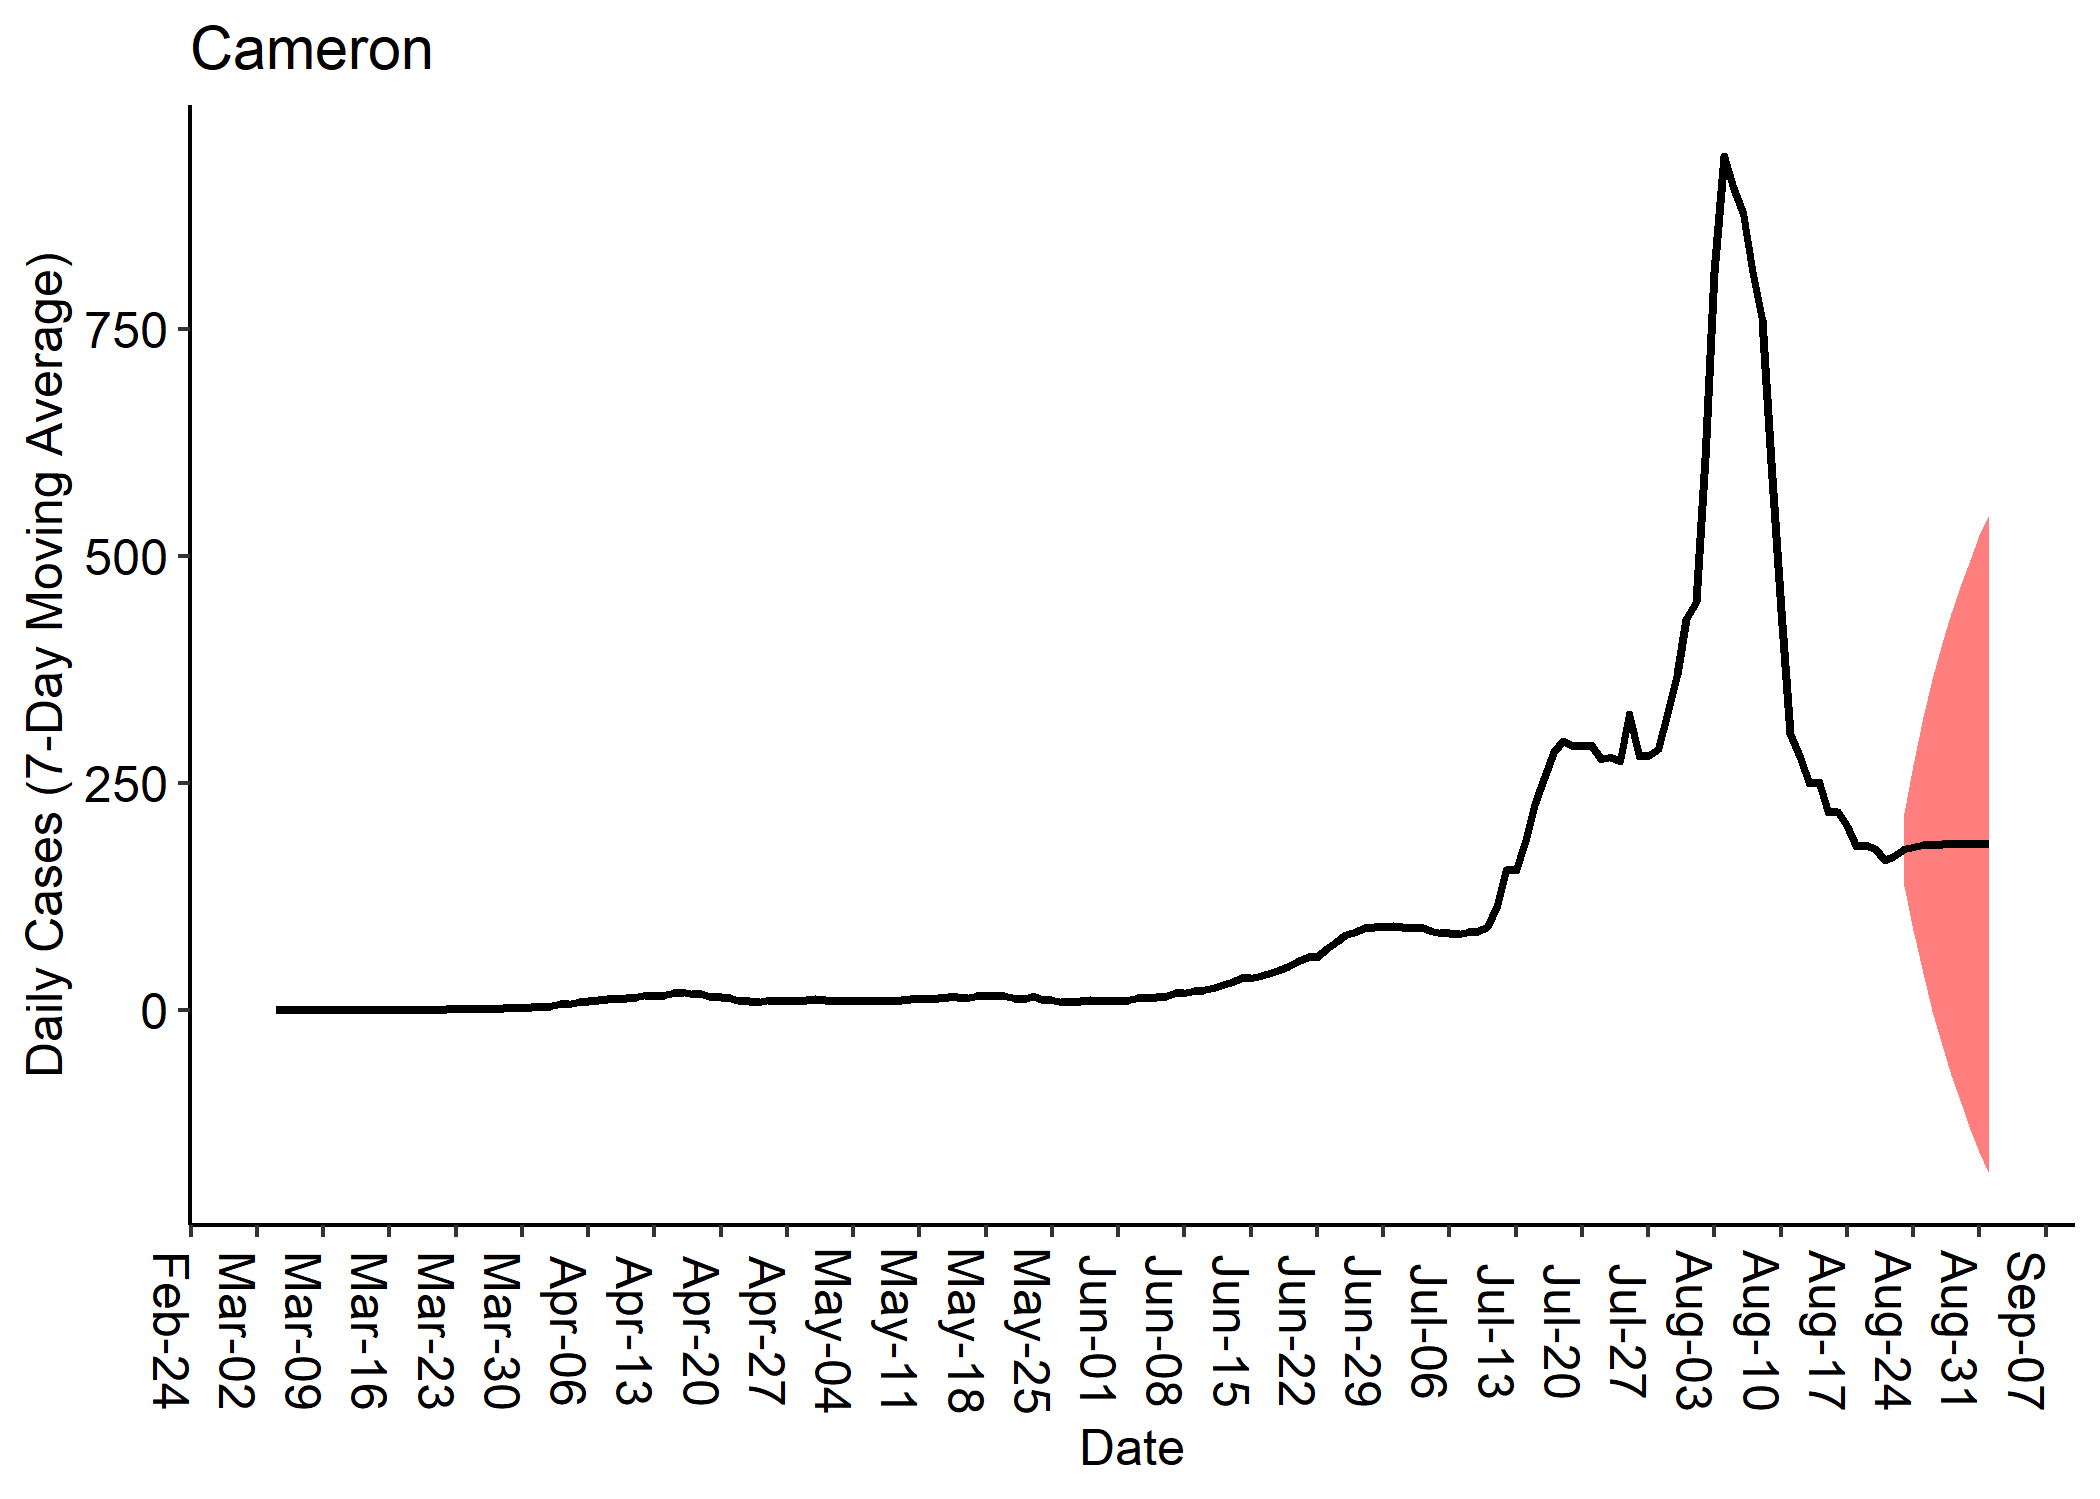 Cameron
Daily Cases (7-Day Moving Average)
750
500
250
0
Feb-24
Mar-02
Mar-09
Mar-16
Mar-23
Mar-30
Apr-06
Apr-13
Apr-20
Apr-27
May-04
May-11
May-18
May-25
Jun-01
Jun-08
Jun-15
Jun-22
Jun-29
Jul-06
Jul-13
Jul-20
Jul-27
Aug-03
Aug-10
Aug-17
Aug-24
Aug-31
Sep-07
Date